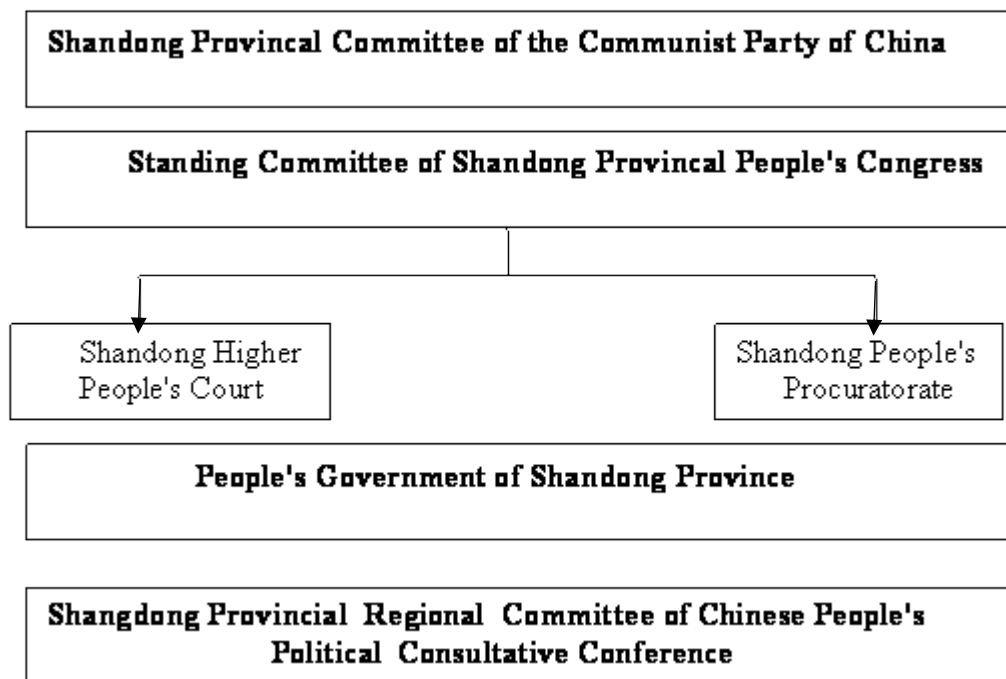 Shandong Provincal Committee of the Communist Party of China
Standing Committee of Shandong Provincal People's Congress
Shandong Higher
People's Court
Shandong People's
Procuratorate
People's Government of Shandong Province
Shangdong Provincial Regional Committee of Chinese People's
Political Consultative Conference